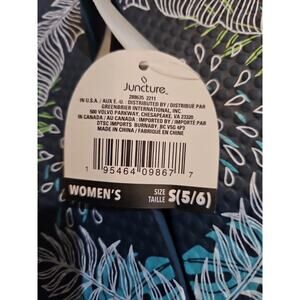 Juncture
288635 2211
IN U.S.A. / AUX É.-U. : DISTRIBUTED BY / DISTRIBUÉ PAR
GREENBRIER INTERNATIONAL, INC.
500 VOLVO PARKWAY, CHESAPEAKE, VA 23320
IN CANADA / AU CANADA : IMPORTED BY / IMPORTÉ PAR
DTSC IMPORTS BURNABY, BC V5G 4P3
MADE IN CHINA / FABRIQUÉ EN CHINE
1 95464 09867 7
WOMEN'S SIZE TAILLE S(5/6)